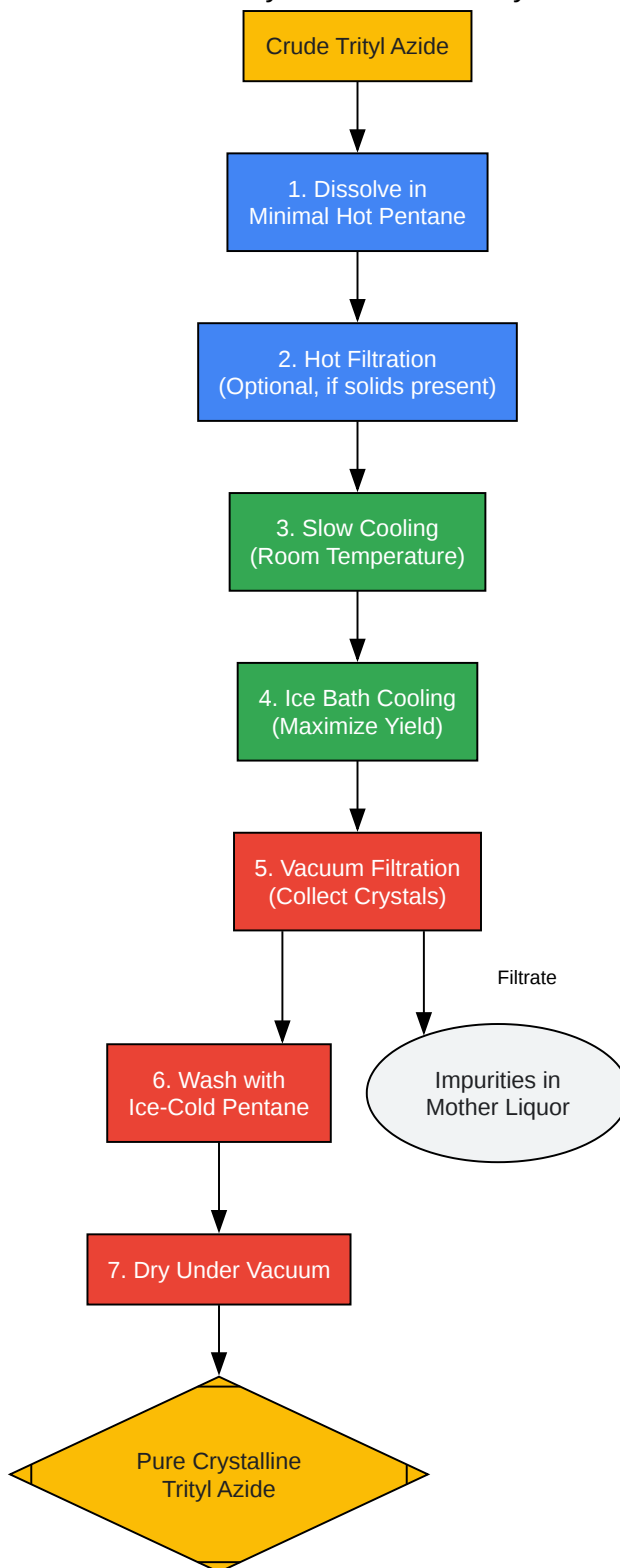 Crude Trityl Azide
1. Dissolve in
Minimal Hot Pentane
2. Hot Filtration
(Optional, if solids present)
3. Slow Cooling
(Room Temperature)
4. Ice Bath Cooling
(Maximize Yield)
5. Vacuum Filtration
(Collect Crystals)
Filtrate
6. Wash with
Ice-Cold Pentane
Impurities in
Mother Liquor
7. Dry Under Vacuum
Pure Crystalline
Trityl Azide